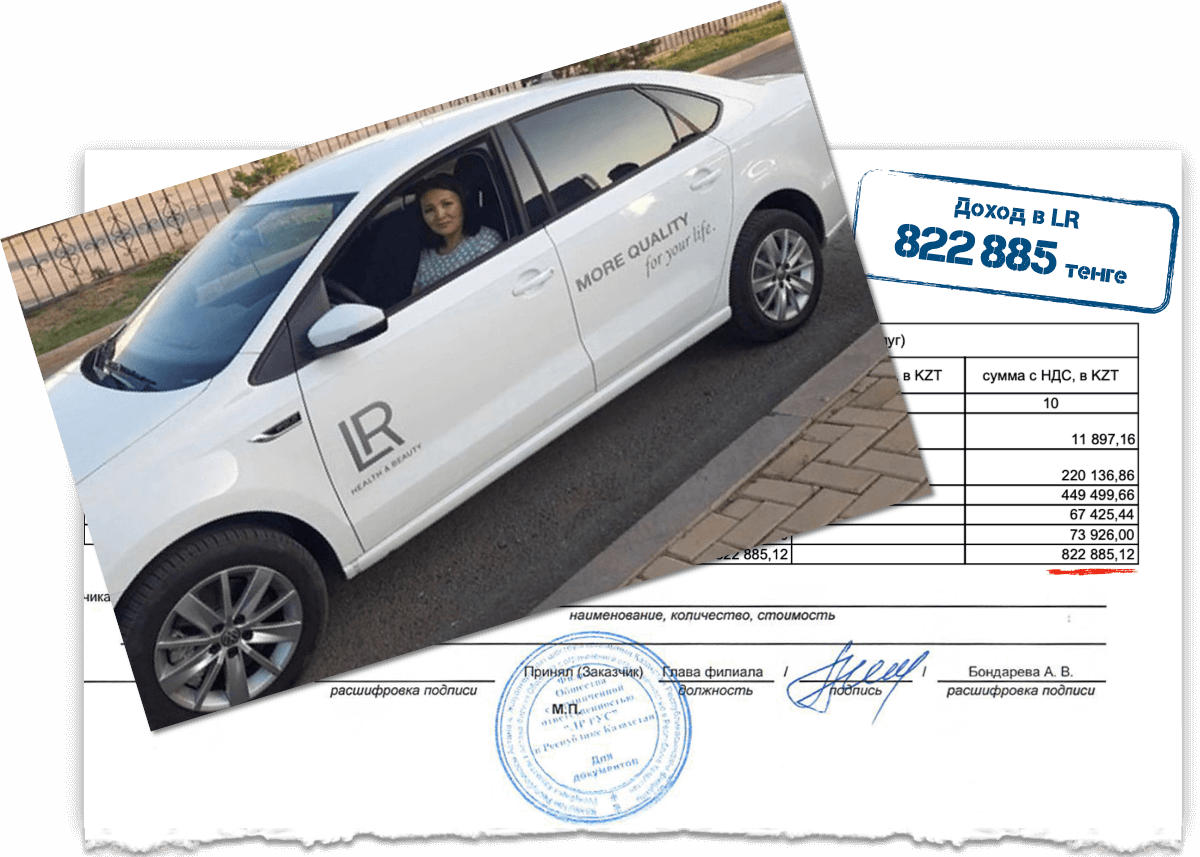 Доход в LR
822 885 тенге
MORE QUALITY
for your life.
LR
HEALTH & BEAUTY
луг)
, в KZT
сумма с НДС, в KZT
10
11 897,16
220 136,86
449 499,66
67 425,44
73 926,00
822 885,12
822 885,12
чика
наименование, количество, стоимость
Принял (Заказчик) Глава филиала / / Бондарева А. В.
расшифровка подписи должность подпись расшифровка подписи
М.П.
Общества
с ограниченной
ответственностью
"ЛР РУС"
в Республике Казахстан
Для
документов